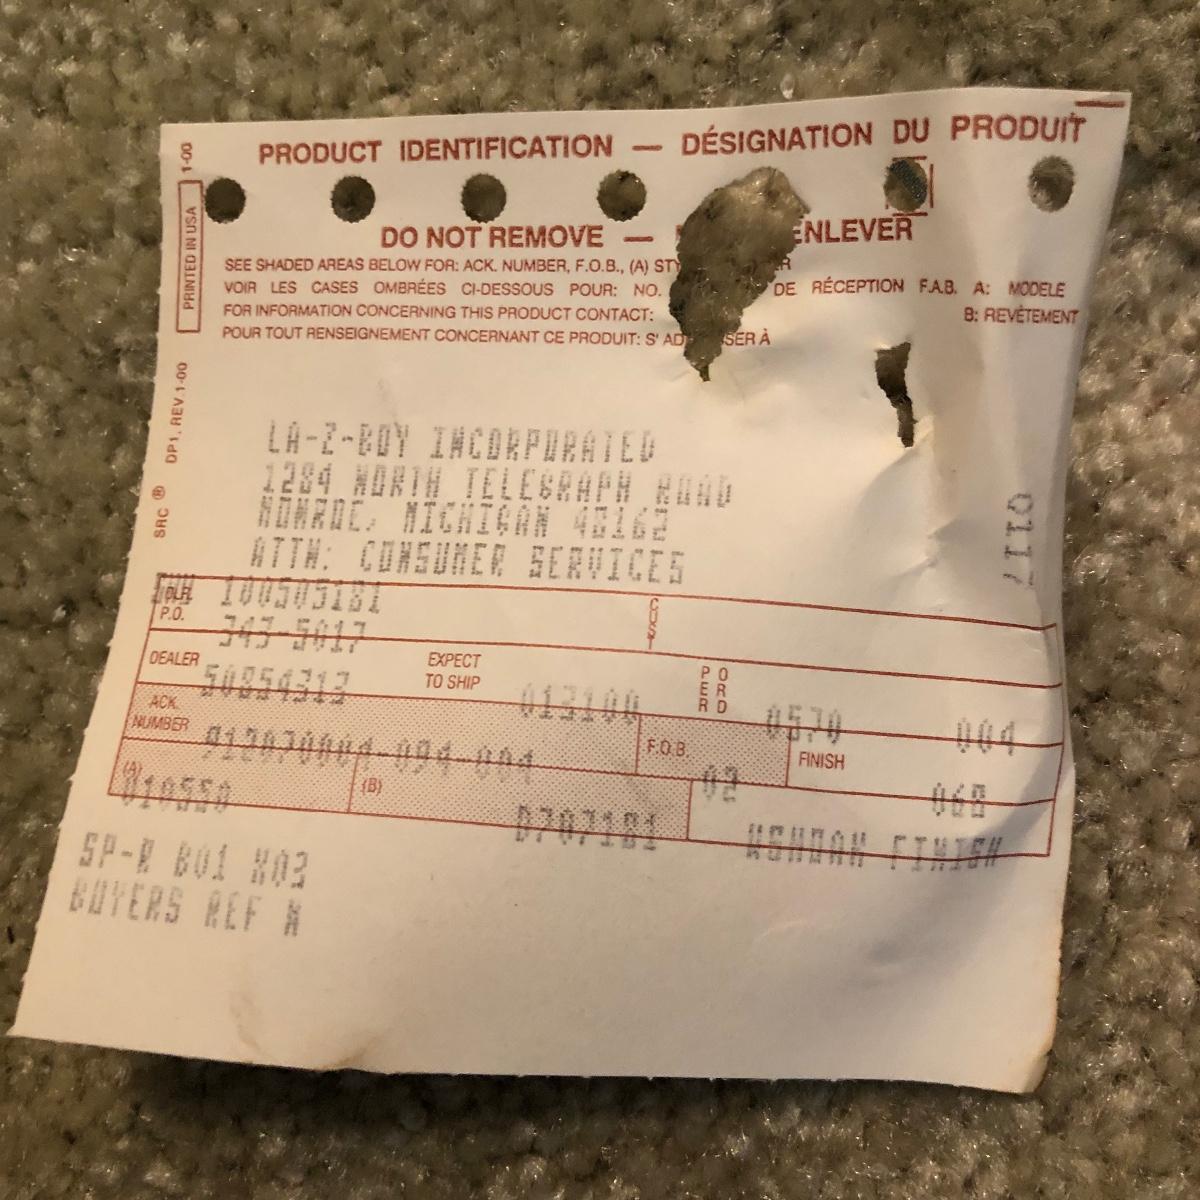 PRODUCT IDENTIFICATION — DÉSIGNATION DU PRODUIT
DO NOT REMOVE — ENLEVER
SEE SHADED AREAS BELOW FOR: ACK. NUMBER, F.O.B., (A)
VOIR LES CASES OMBRÉES CI-DESSOUS POUR: NO. DE RÉCEPTION F.A.B. A: MODELE
FOR INFORMATION CONCERNING THIS PRODUCT CONTACT: B: REVÊTEMENT
POUR TOUT RENSEIGNEMENT CONCERNANT CE PRODUIT: S' À
SRC ® DP1, REV.1-00 PRINTED IN USA 1-00
LA-Z-BOY INCORPORATED
1284 NORTH TELEGRAPH ROAD
MONROE, MICHIGAN 48162
ATTN: CONSUMER SERVICES
0117
DLR. 100505181
P.O. 343-5017 CUST
DEALER 50854313 EXPECT TO SHIP 013100 PER ORD 0570 004
ACK. NUMBER F.O.B. 02 FINISH 068
(A) 010550 (B) D707181 FINISH
B01 X03
BUYERS REF #